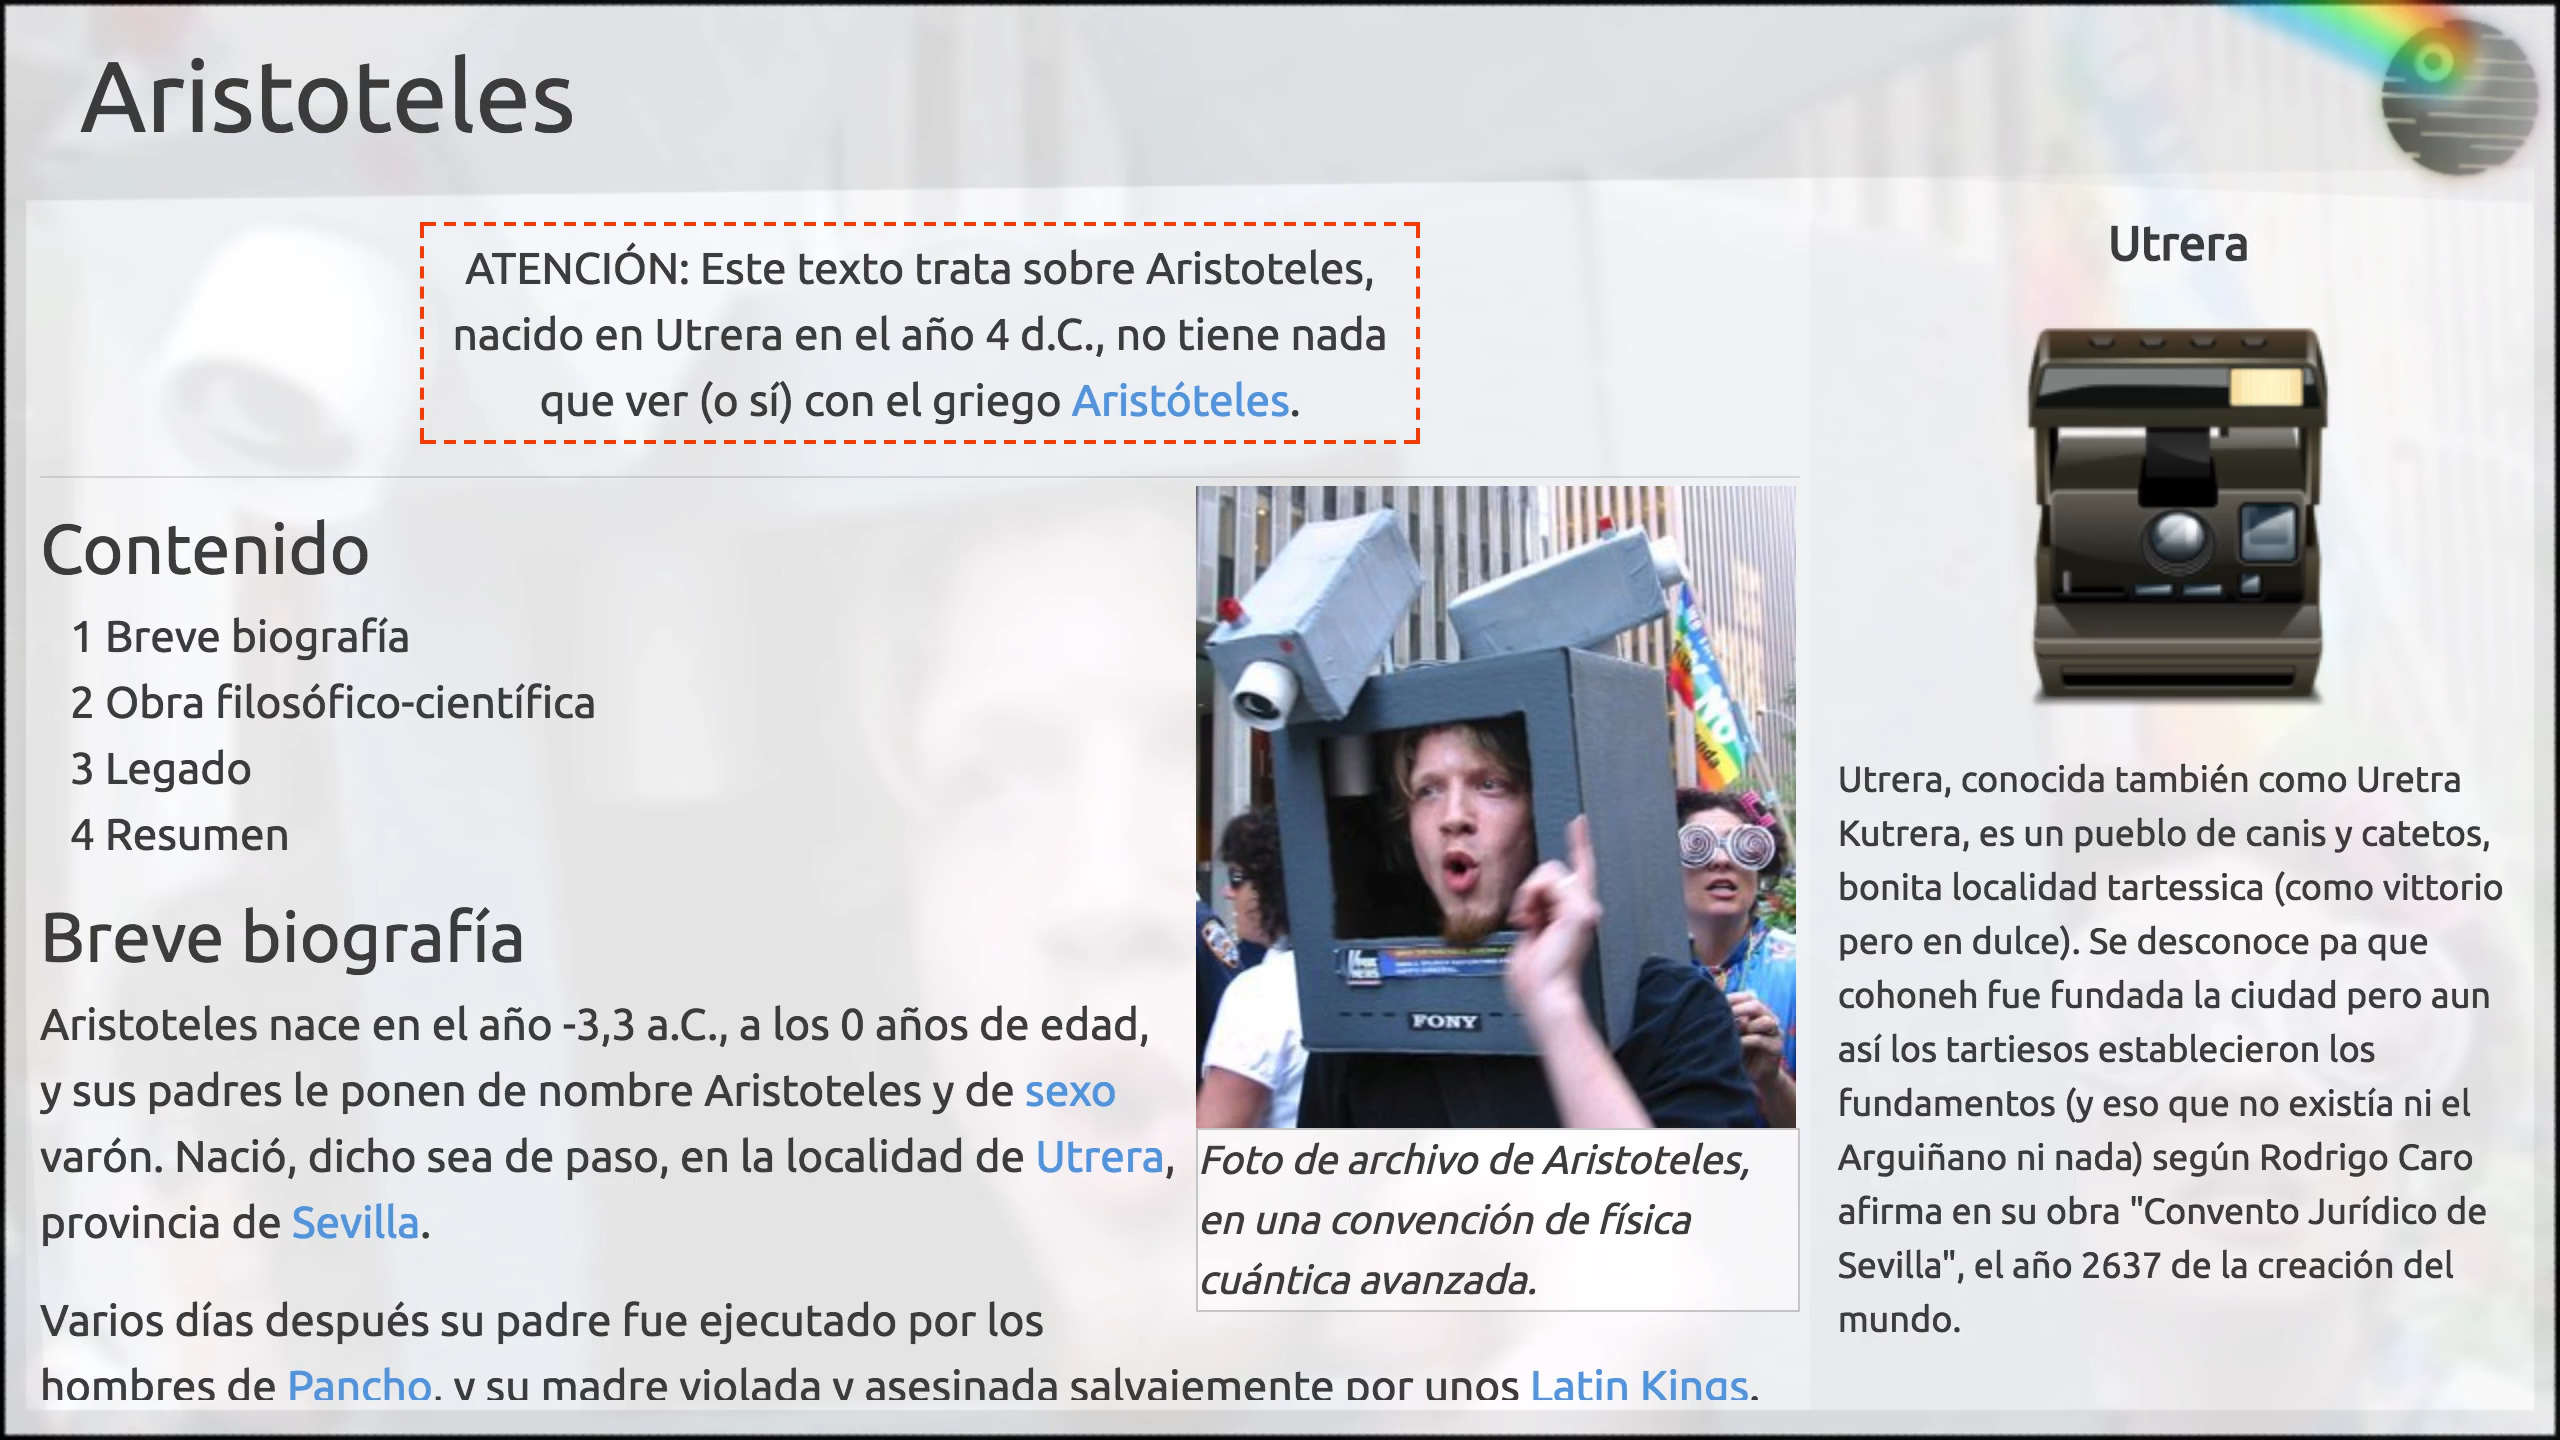 Aristoteles
ATENCIÓN: Este texto trata sobre Aristoteles,
nacido en Utrera en el año 4 d.C., no tiene nada
que ver (o sí) con el griego Aristóteles.
Contenido
1 Breve biografía
2 Obra filosófico-científica
3 Legado
4 Resumen
Breve biografía
Aristoteles nace en el año -3,3 a.C., a los 0 años de edad,
y sus padres le ponen de nombre Aristoteles y de sexo
varón. Nació, dicho sea de paso, en la localidad de Utrera,
provincia de Sevilla.
Varios días después su padre fue ejecutado por los
hombres de Pancho, y su madre violada y asesinada salvajemente por unos Latin Kings.
FONY
Foto de archivo de Aristoteles,
en una convención de física
cuántica avanzada.
Utrera
Utrera, conocida también como Uretra
Kutrera, es un pueblo de canis y catetos,
bonita localidad tartessica (como vittorio
pero en dulce). Se desconoce pa que
cohoneh fue fundada la ciudad pero aun
así los tartiesos establecieron los
fundamentos (y eso que no existía ni el
Arguiñano ni nada) según Rodrigo Caro
afirma en su obra "Convento Jurídico de
Sevilla", el año 2637 de la creación del
mundo.